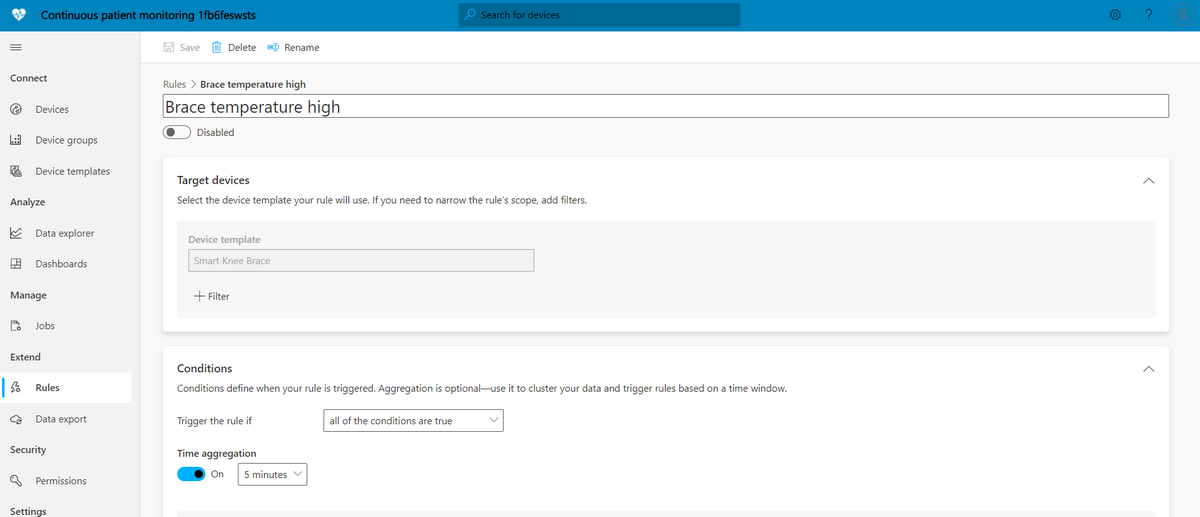 Continuous patient monitoring 1fb6feswsts
Search for devices
?
Save Delete Rename
Connect
Devices
Device groups
Device templates
Analyze
Data explorer
Dashboards
Manage
Jobs
Extend
Rules
Data export
Security
Permissions
Settings
Rules > Brace temperature high
Brace temperature high
Disabled
Target devices
Select the device template your rule will use. If you need to narrow the rule's scope, add filters.
Device template
Smart Knee Brace
+ Filter
Conditions
Conditions define when your rule is triggered. Aggregation is optional—use it to cluster your data and trigger rules based on a time window.
Trigger the rule if all of the conditions are true
Time aggregation
On 5 minutes